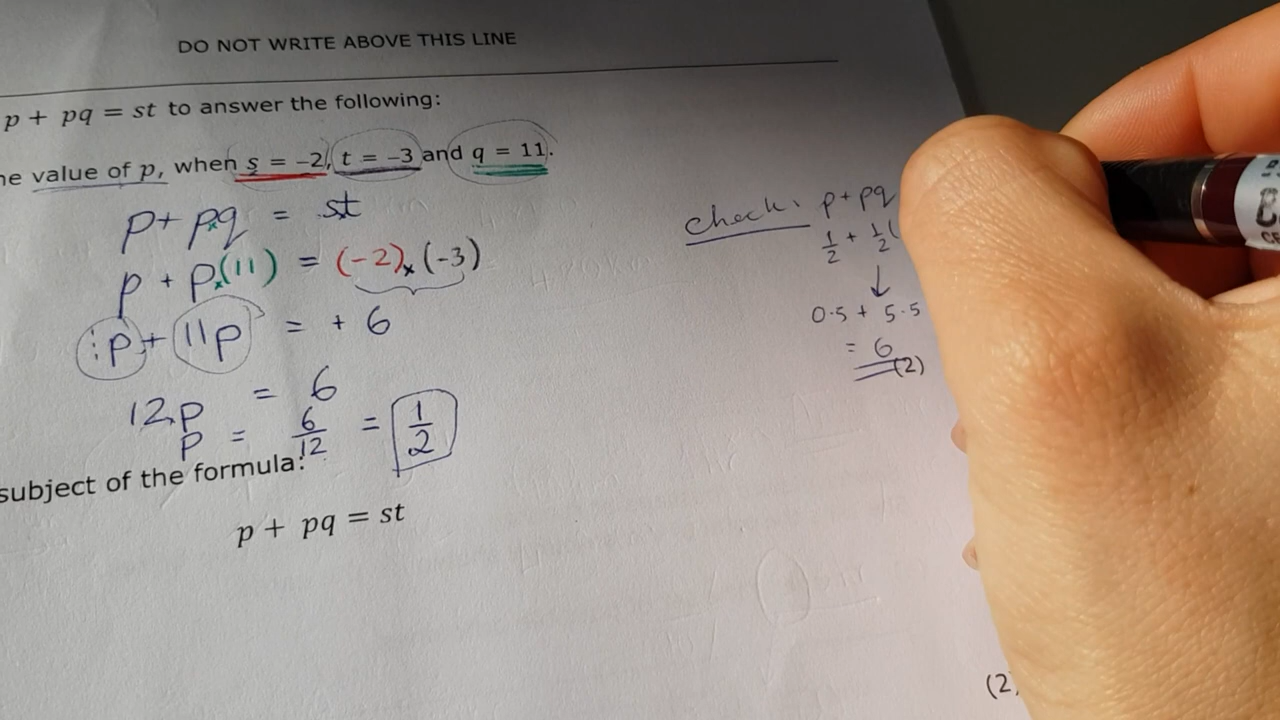 DO NOT WRITE ABOVE THIS LINE
p + pq = st to answer the following:
value of p, when s = -2, t = -3 and q = 11.
p + p×q = st
p + p×(11) = (-2)×(-3)
p + 11p = + 6
12p = 6
p = 6/12 = 1/2
check: p + pq
1/2 + 1/2(
↓
0.5 + 5.5
= 6
(2)
subject of the formula:
p + pq = st
(2